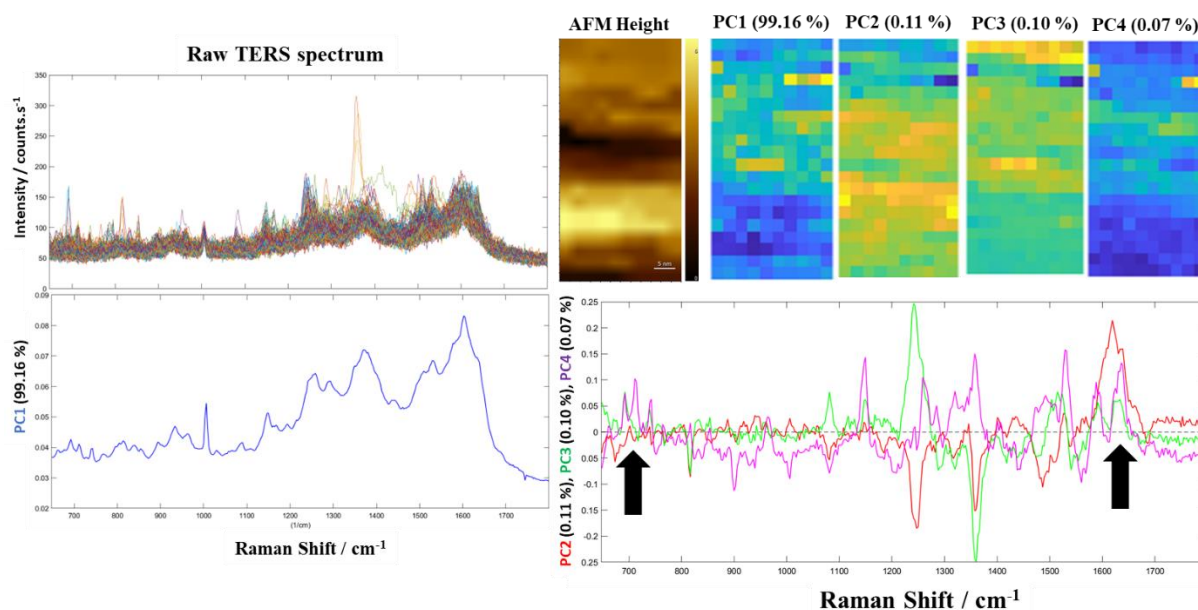 Raw TERS spectrum
AFM Height
PC1 (99.16 %)
PC2 (0.11 %)
PC3 (0.10 %)
PC4 (0.07 %)
Intensity / counts.s⁻¹
350
300
250
200
150
100
50
0
5 nm
0
PC1 (99.16 %)
0.09
0.08
0.07
0.06
0.05
0.04
0.03
0.02
700 800 900 1000 1100 1200 1300 1400 1500 1600 1700
(1/cm)
Raman Shift / cm⁻¹
PC2 (0.11 %), PC3 (0.10 %), PC4 (0.07 %)
0.25
0.2
0.15
0.1
0.05
0
0.05
0.1
0.15
0.2
0.25
700 800 900 1000 1100 1200 1300 1400 1500 1600 1700
Raman Shift / cm⁻¹